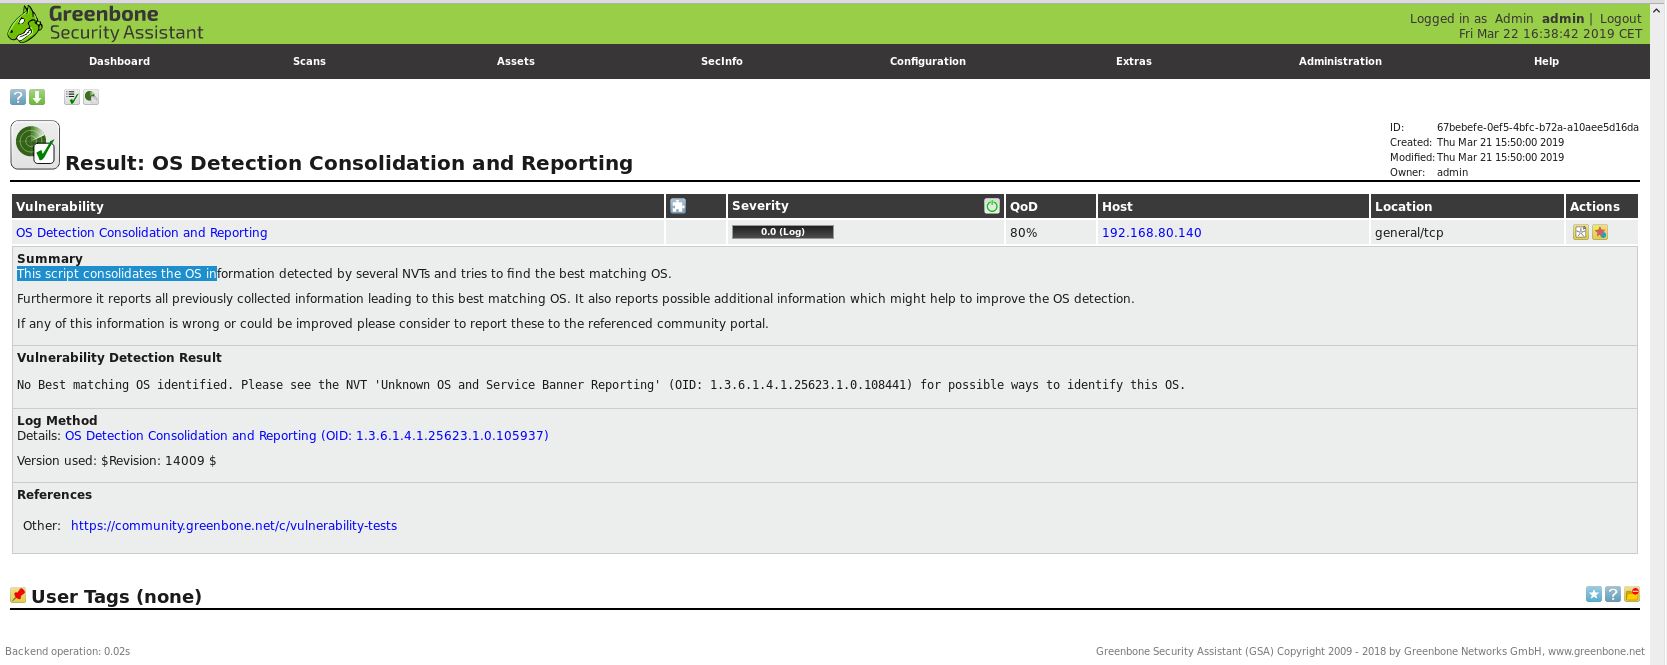 Greenbone
Security Assistant
Logged in as Admin admin | Logout
Fri Mar 22 16:38:42 2019 CET
Dashboard Scans Assets SecInfo Configuration Extras Administration Help
ID: 67bebefe-0ef5-4bfc-b72a-a10aee5d16da
Created: Thu Mar 21 15:50:00 2019
Modified: Thu Mar 21 15:50:00 2019
Owner: admin
Result: OS Detection Consolidation and Reporting
Vulnerability Severity QoD Host Location Actions
OS Detection Consolidation and Reporting 0.0 (Log) 80% 192.168.80.140 general/tcp
Summary
This script consolidates the OS information detected by several NVTs and tries to find the best matching OS.
Furthermore it reports all previously collected information leading to this best matching OS. It also reports possible additional information which might help to improve the OS detection.
If any of this information is wrong or could be improved please consider to report these to the referenced community portal.
Vulnerability Detection Result
No Best matching OS identified. Please see the NVT 'Unknown OS and Service Banner Reporting' (OID: 1.3.6.1.4.1.25623.1.0.108441) for possible ways to identify this OS.
Log Method
Details: OS Detection Consolidation and Reporting (OID: 1.3.6.1.4.1.25623.1.0.105937)
Version used: $Revision: 14009 $
References
Other: https://community.greenbone.net/c/vulnerability-tests
User Tags (none)
Backend operation: 0.02s
Greenbone Security Assistant (GSA) Copyright 2009 - 2018 by Greenbone Networks GmbH, www.greenbone.net